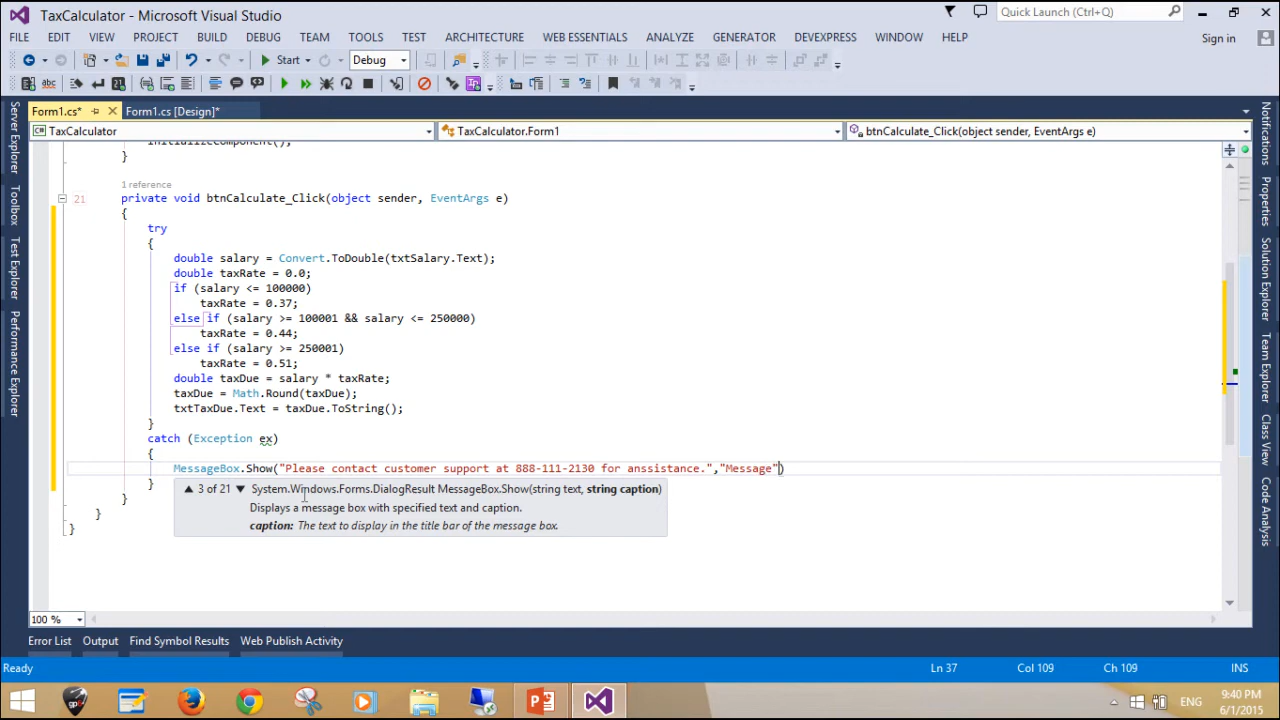 TaxCalculator - Microsoft Visual Studio
Quick Launch (Ctrl+Q)
FILE EDIT VIEW PROJECT BUILD DEBUG TEAM TOOLS TEST ARCHITECTURE WEB ESSENTIALS ANALYZE GENERATOR DEVEXPRESS WINDOW HELP
Sign in
Start Debug
Form1.cs* Form1.cs [Design]*
TaxCalculator TaxCalculator.Form1 btnCalculate_Click(object sender, EventArgs e)
Server Explorer
Toolbox
Test Explorer
Performance Explorer
InitializeComponent();
}
1 reference
21 private void btnCalculate_Click(object sender, EventArgs e)
{
try
{
double salary = Convert.ToDouble(txtSalary.Text);
double taxRate = 0.0;
if (salary <= 100000)
taxRate = 0.37;
else if (salary >= 100001 && salary <= 250000)
taxRate = 0.44;
else if (salary >= 250001)
taxRate = 0.51;
double taxDue = salary * taxRate;
taxDue = Math.Round(taxDue);
txtTaxDue.Text = taxDue.ToString();
}
catch (Exception ex)
{
MessageBox.Show("Please contact customer support at 888-111-2130 for anssistance.","Message")
}
3 of 21 System.Windows.Forms.DialogResult MessageBox.Show(string text, string caption)
Displays a message box with specified text and caption.
caption: The text to display in the title bar of the message box.
}
}
}
Notifications
Properties
Solution Explorer
Team Explorer
Class View
Code Analysis
100 %
Error List Output Find Symbol Results Web Publish Activity
Ready Ln 37 Col 109 Ch 109 INS
ENG
9:40 PM
6/1/2015